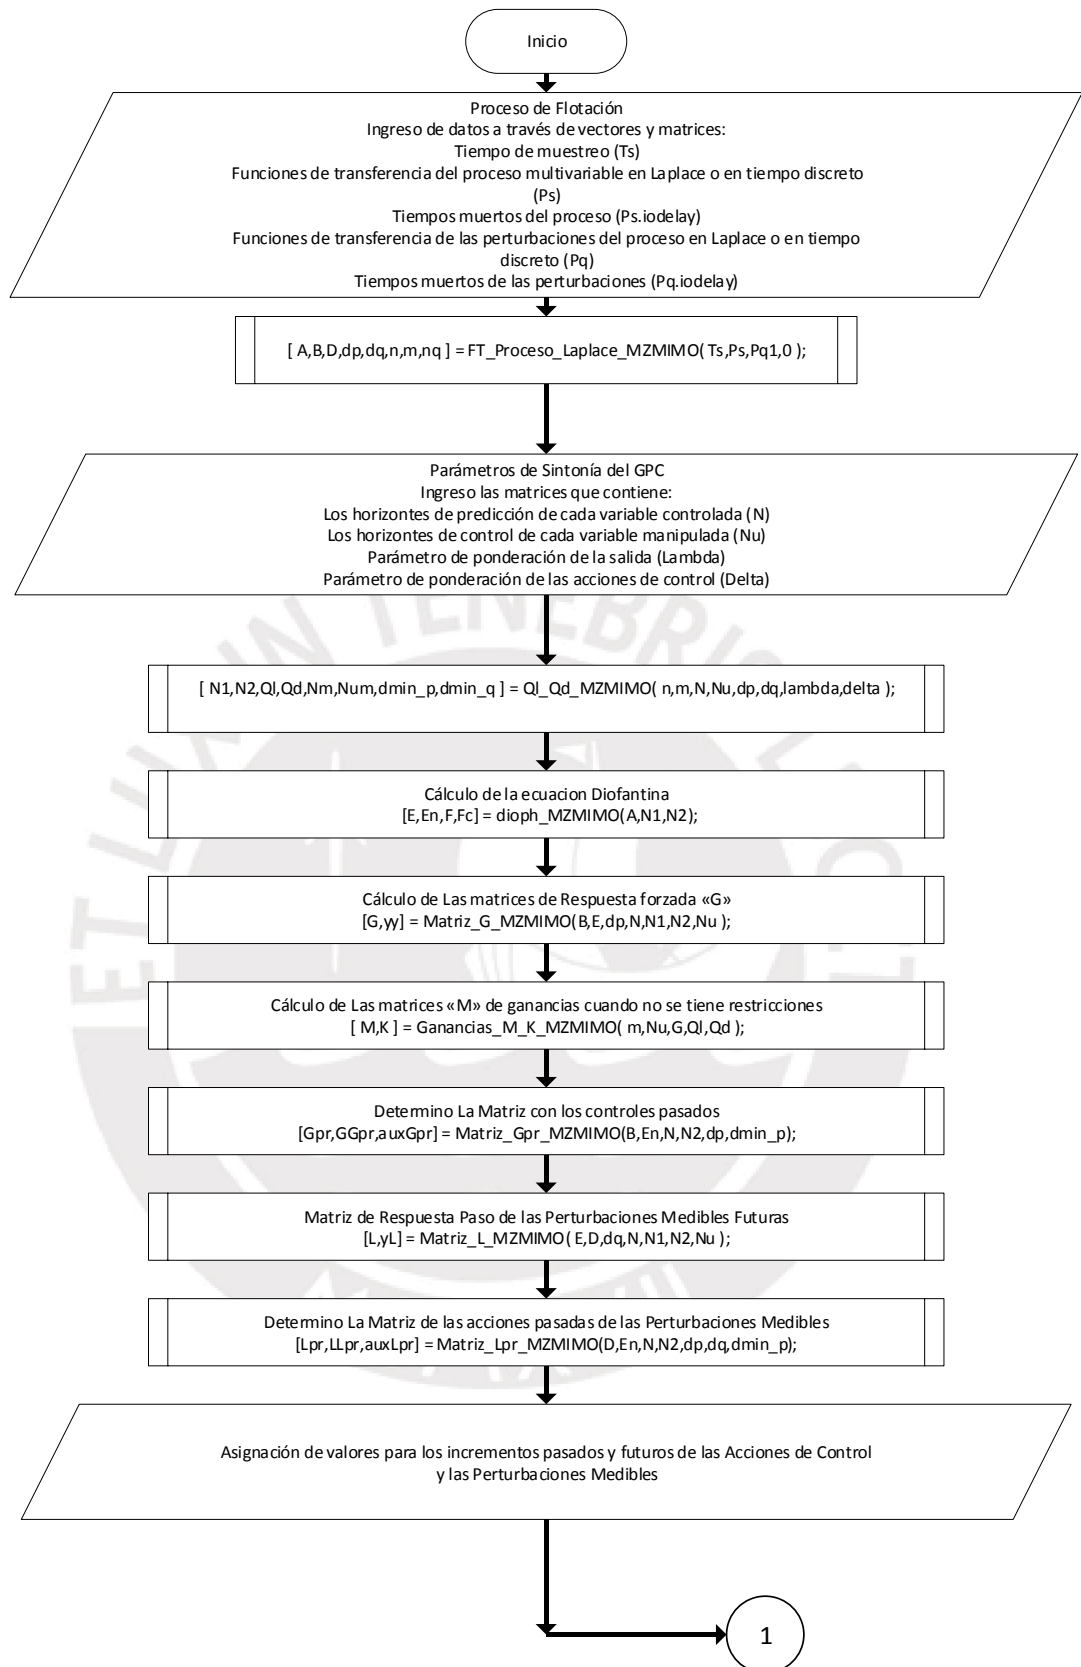 Inicio
Proceso de Flotación
Ingreso de datos a través de vectores y matrices:
Tiempo de muestreo (Ts)
Funciones de transferencia del proceso multivariable en Laplace o en tiempo discreto
(Ps)
Tiempos muertos del proceso (Ps.iodelay)
Funciones de transferencia de las perturbaciones del proceso en Laplace o en tiempo
discreto (Pq)
Tiempos muertos de las perturbaciones (Pq.iodelay)
[ A,B,D,dp,dq,n,m,nq ] = FT_Proceso_Laplace_MZMIMO( Ts,Ps,Pq1,0 );
Parámetros de Sintonía del GPC
Ingreso las matrices que contiene:
Los horizontes de predicción de cada variable controlada (N)
Los horizontes de control de cada variable manipulada (Nu)
Parámetro de ponderación de la salida (Lambda)
Parámetro de ponderación de las acciones de control (Delta)
[ N1,N2,Ql,Qd,Nm,Num,dmin_p,dmin_q ] = Ql_Qd_MZMIMO( n,m,N,Nu,dp,dq,lambda,delta );
Cálculo de la ecuacion Diofantina
[E,En,F,Fc] = dioph_MZMIMO(A,N1,N2);
Cálculo de Las matrices de Respuesta forzada «G»
[G,yy] = Matriz_G_MZMIMO(B,E,dp,N,N1,N2,Nu );
Cálculo de Las matrices «M» de ganancias cuando no se tiene restricciones
[ M,K ] = Ganancias_M_K_MZMIMO( m,Nu,G,Ql,Qd );
Determino La Matriz con los controles pasados
[Gpr,GGpr,auxGpr] = Matriz_Gpr_MZMIMO(B,En,N,N2,dp,dmin_p);
Matriz de Respuesta Paso de las Perturbaciones Medibles Futuras
[L,yL] = Matriz_L_MZMIMO( E,D,dq,N,N1,N2,Nu );
Determino La Matriz de las acciones pasadas de las Perturbaciones Medibles
[Lpr,LLpr,auxLpr] = Matriz_Lpr_MZMIMO(D,En,N,N2,dp,dq,dmin_p);
Asignación de valores para los incrementos pasados y futuros de las Acciones de Control
y las Perturbaciones Medibles
1
ET LUX IN TENEBRIS